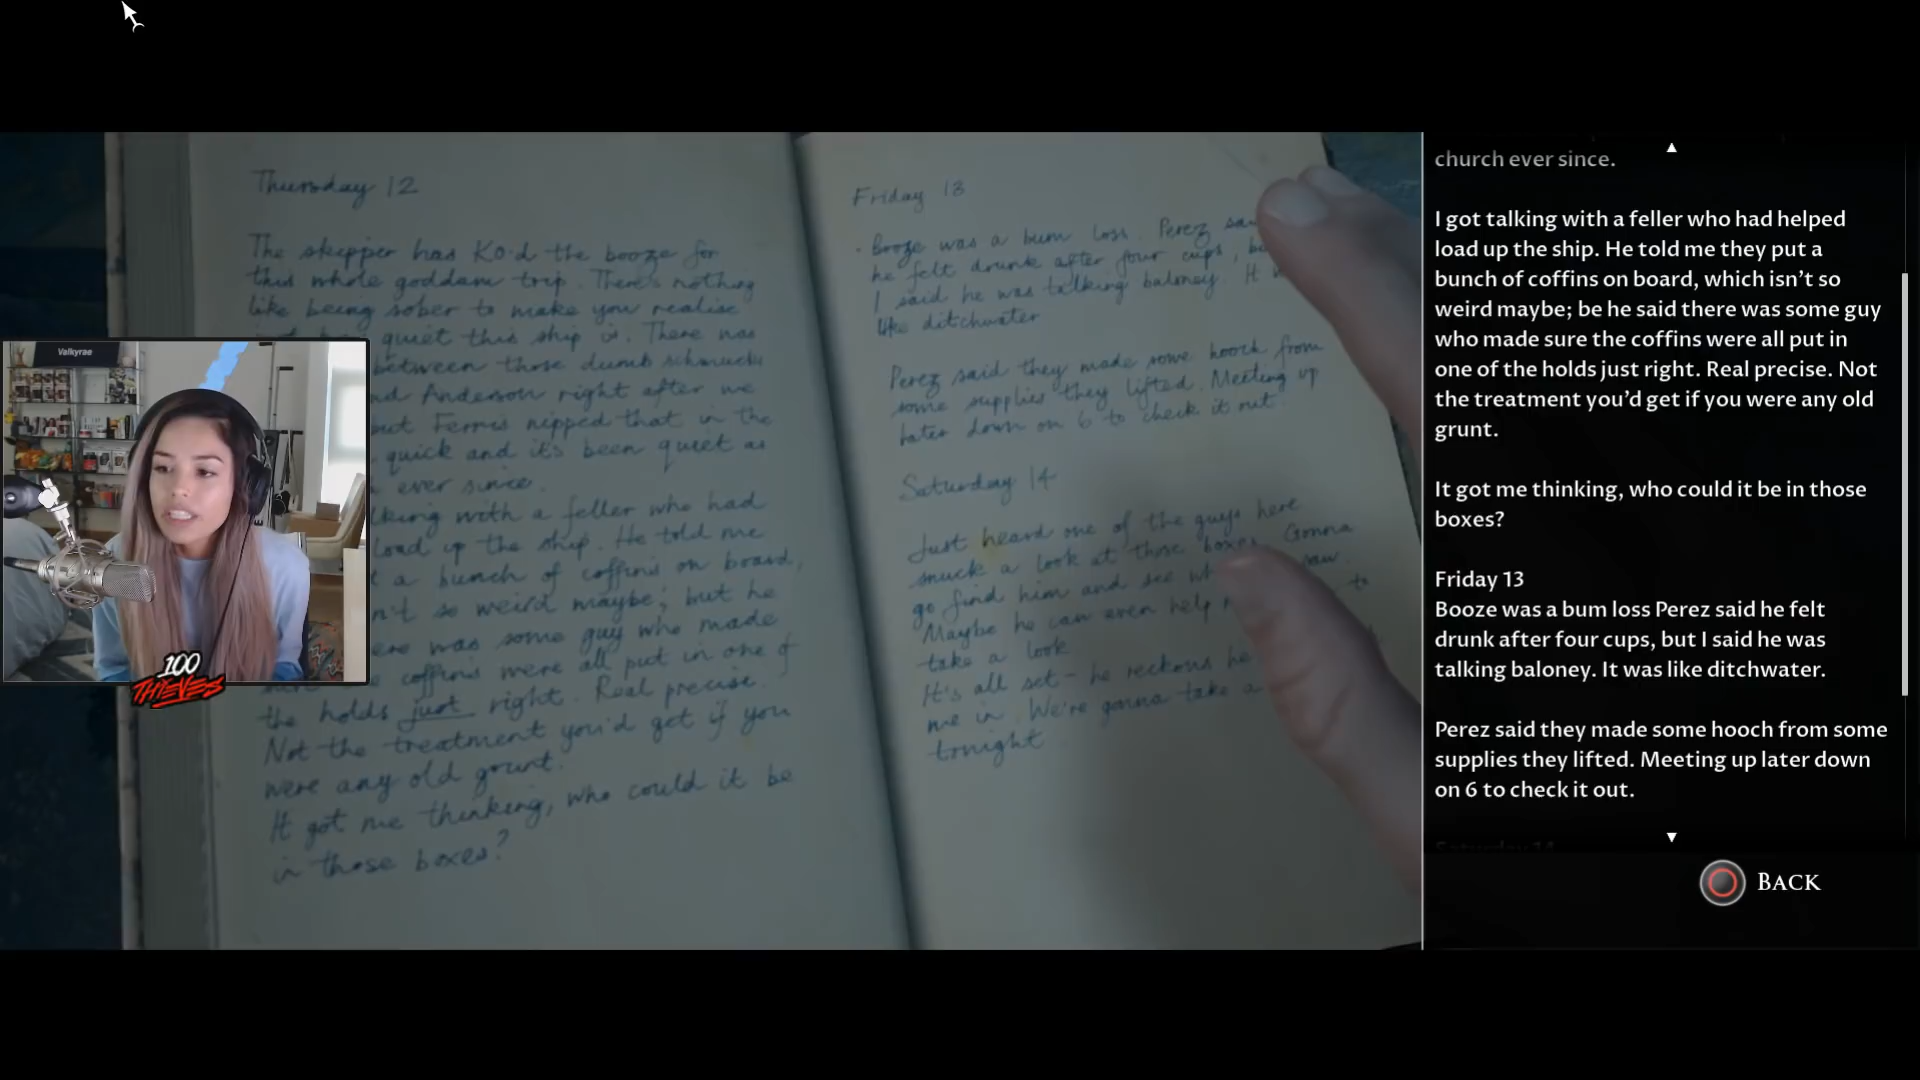 Thursday 12
The skipper has KO'd the booze for
this whole goddam trip. There's nothing
like being sober to make you realise
quiet this ship is. There was
between those dumb schmucks
Anderson right after we
but Ferris nipped that in the
quick and it's been quiet as
ever since.
with a feller who had
load up the ship. He told me
a bunch of coffins on board,
so weird maybe; but he
was some guy who made
coffins were all put in one of
the holds just right. Real precise.
Not the treatment you'd get if you
were any old grunt.
It got me thinking, who could it be
in those boxes?
Friday 13
Booze was a bum loss. Perez
he felt drunk after four cups,
I said he was talking baloney. It
like ditchwater
Perez said they made some hooch from
some supplies they lifted. Meeting up
later down on 6 to check it out
Saturday 14
Just heard one of the guys here
snuck a look at those boxes. Gonna
go find him and see
Maybe he can even help to
take a look
It's all set - he reckons he
me in. We're gonna take a
tonight
Valkyrae
100
THIEVES
church ever since.
I got talking with a feller who had helped
load up the ship. He told me they put a
bunch of coffins on board, which isn't so
weird maybe; be he said there was some guy
who made sure the coffins were all put in
one of the holds just right. Real precise. Not
the treatment you'd get if you were any old
grunt.
It got me thinking, who could it be in those
boxes?
Friday 13
Booze was a bum loss Perez said he felt
drunk after four cups, but I said he was
talking baloney. It was like ditchwater.
Perez said they made some hooch from some
supplies they lifted. Meeting up later down
on 6 to check it out.
Saturday 14
BACK